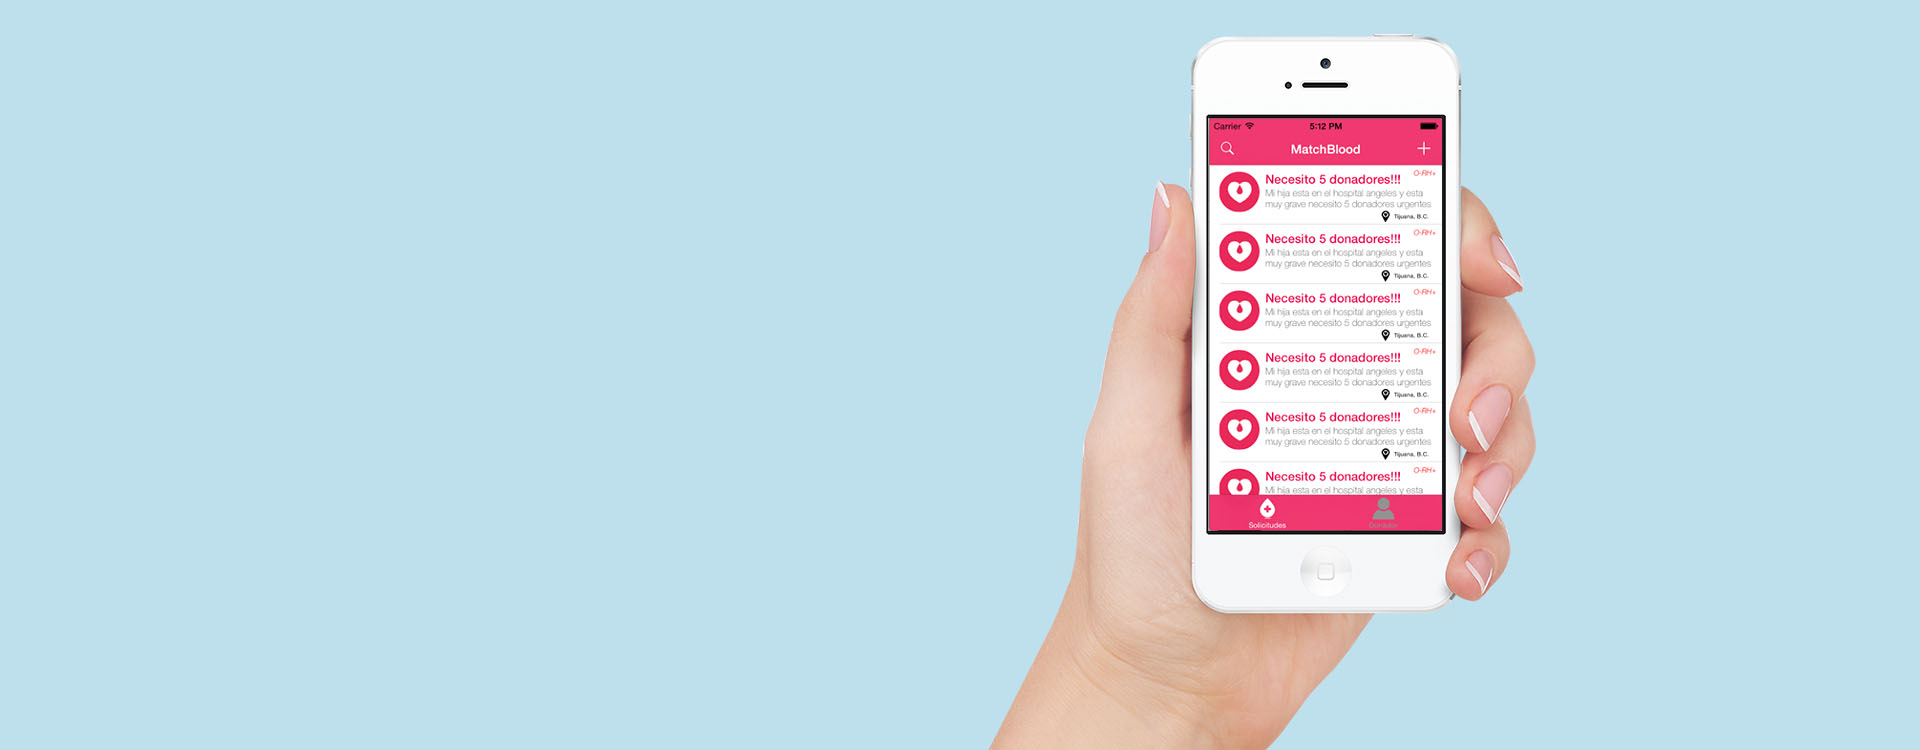 Carrier 5:12 PM
MatchBlood
Necesito 5 donadores!!! O-RH+
Mi hija esta en el hospital angeles y esta
muy grave necesito 5 donadores urgentes
Tijuana, B.C.
Necesito 5 donadores!!! O-RH+
Mi hija esta en el hospital angeles y esta
muy grave necesito 5 donadores urgentes
Tijuana, B.C.
Necesito 5 donadores!!! O-RH+
Mi hija esta en el hospital angeles y esta
muy grave necesito 5 donadores urgentes
Tijuana, B.C.
Necesito 5 donadores!!! O-RH+
Mi hija esta en el hospital angeles y esta
muy grave necesito 5 donadores urgentes
Tijuana, B.C.
Necesito 5 donadores!!! O-RH+
Mi hija esta en el hospital angeles y esta
muy grave necesito 5 donadores urgentes
Tijuana, B.C.
Necesito 5 donadores!!! O-RH+
Mi hija esta en el hospital angeles y esta
Solicitudes Donador